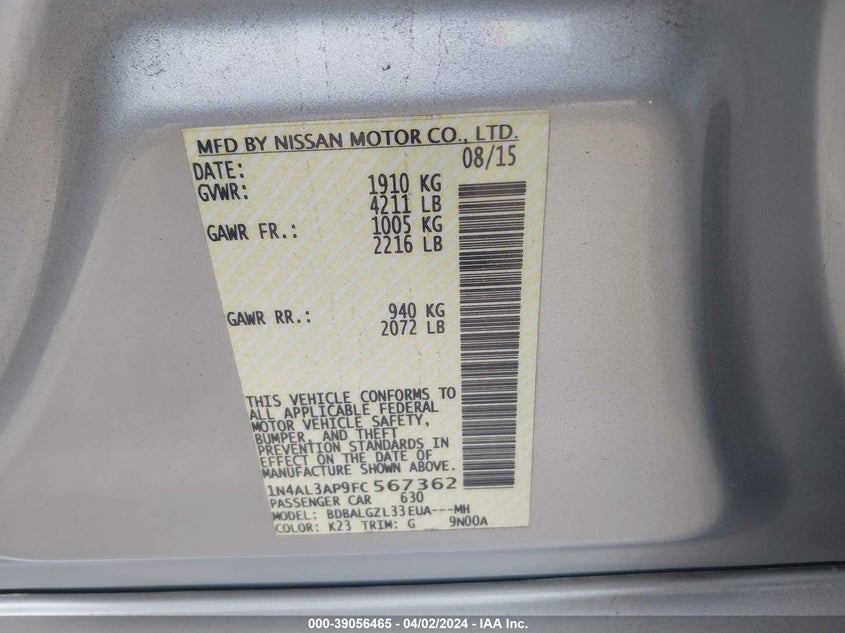 MFD BY NISSAN MOTOR CO., LTD.
DATE: 08/15
GVWR: 1910 KG
4211 LB
GAWR FR.: 1005 KG
2216 LB
GAWR RR.: 940 KG
2072 LB
THIS VEHICLE CONFORMS TO
ALL APPLICABLE FEDERAL
MOTOR VEHICLE SAFETY,
BUMPER, AND THEFT
PREVENTION STANDARDS IN
EFFECT ON THE DATE OF
MANUFACTURE SHOWN ABOVE.
1N4AL3AP9FC567362
PASSENGER CAR 630
MODEL: BDBALGZL33EUA---MH
COLOR: K23 TRIM: G 9N00A
000-39056465 - 04/02/2024 - IAA Inc.